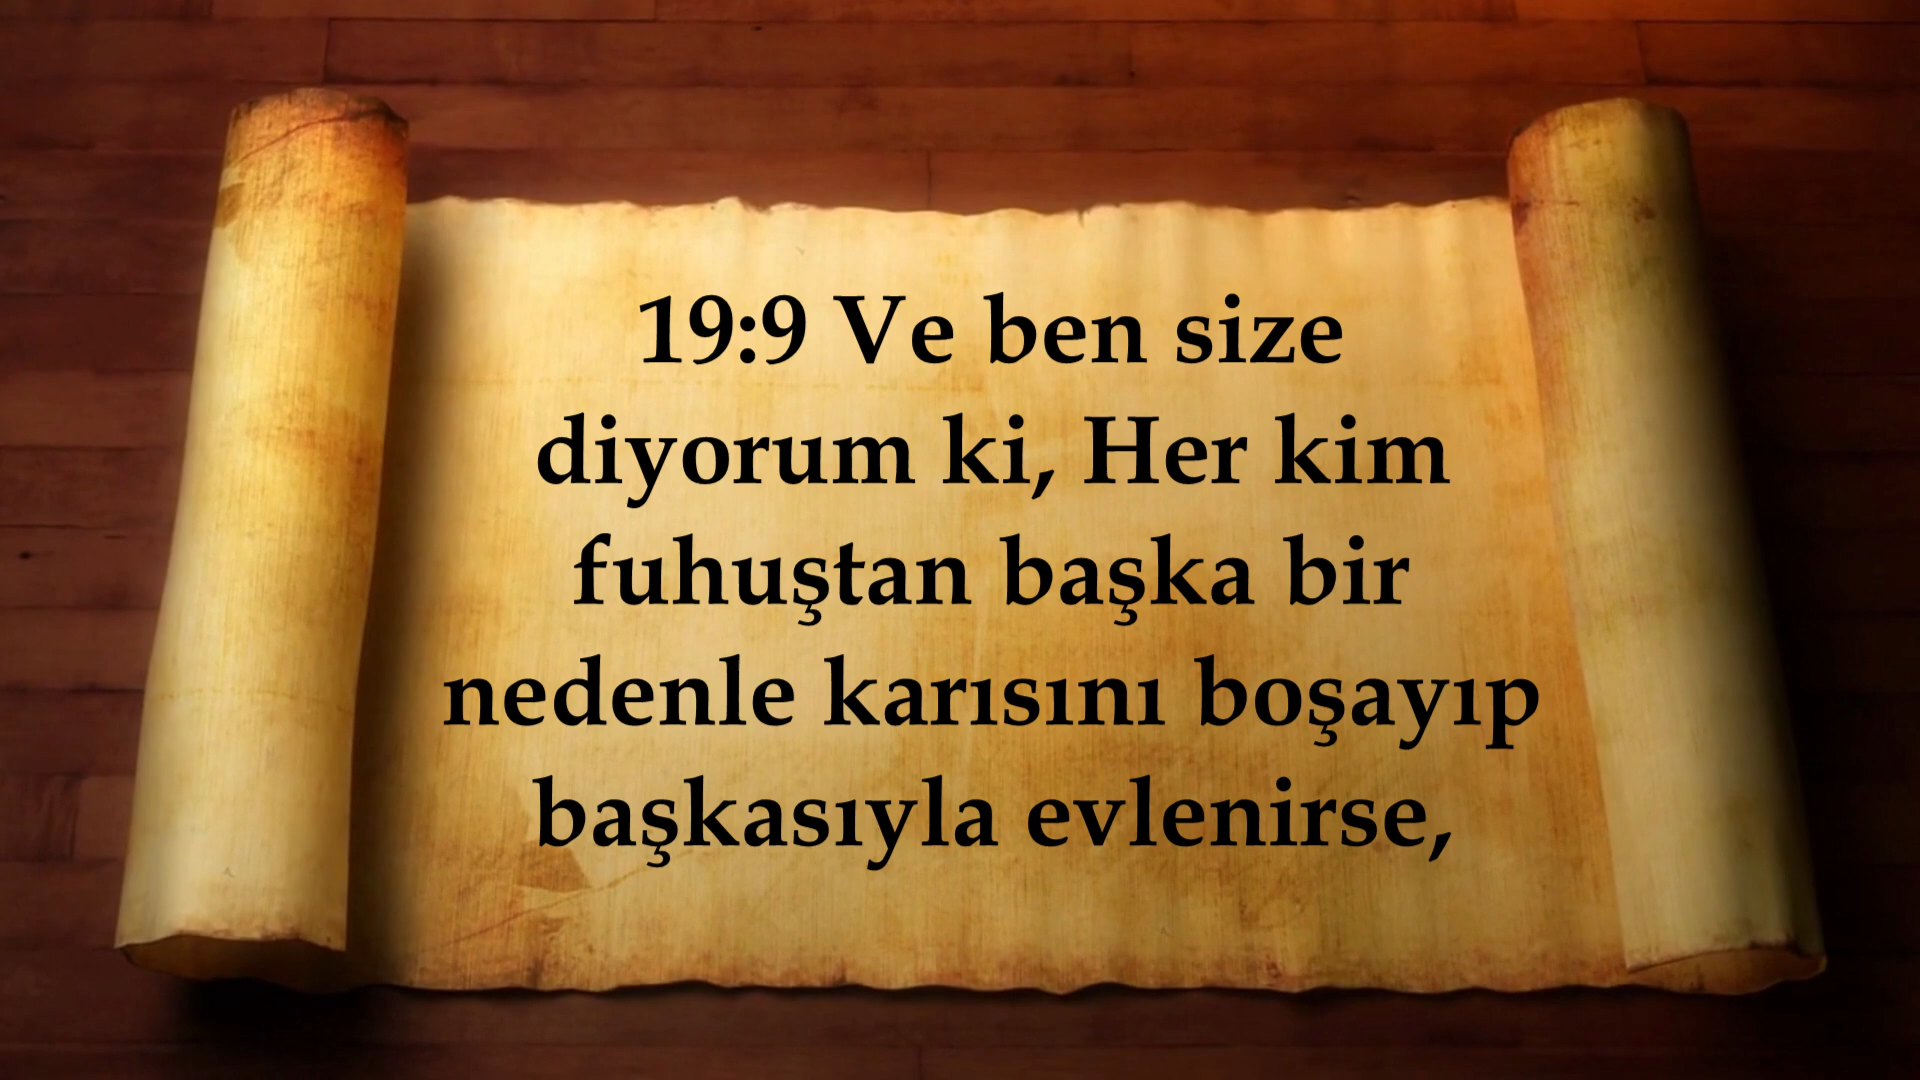 19:9 Ve ben size
diyorum ki, Her kim
fuhuştan başka bir
nedenle karısını boşayıp
başkasıyla evlenirse,